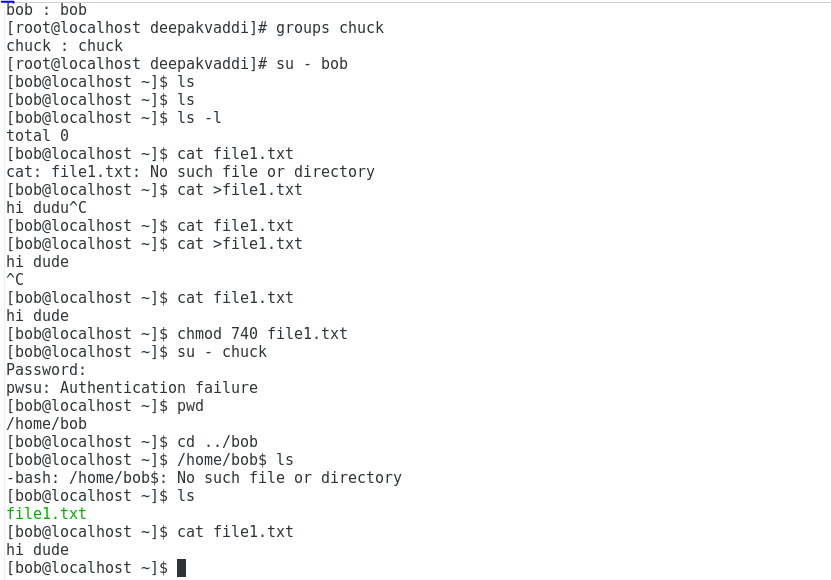 bob : bob
[root@localhost deepakvaddi]# groups chuck
chuck : chuck
[root@localhost deepakvaddi]# su - bob
[bob@localhost ~]$ ls
[bob@localhost ~]$ ls
[bob@localhost ~]$ ls -l
total 0
[bob@localhost ~]$ cat file1.txt
cat: file1.txt: No such file or directory
[bob@localhost ~]$ cat >file1.txt
hi dudu^C
[bob@localhost ~]$ cat file1.txt
[bob@localhost ~]$ cat >file1.txt
hi dude
^C
[bob@localhost ~]$ cat file1.txt
hi dude
[bob@localhost ~]$ chmod 740 file1.txt
[bob@localhost ~]$ su - chuck
Password:
pwsu: Authentication failure
[bob@localhost ~]$ pwd
/home/bob
[bob@localhost ~]$ cd ../bob
[bob@localhost ~]$ /home/bob$ ls
-bash: /home/bob$: No such file or directory
[bob@localhost ~]$ ls
file1.txt
[bob@localhost ~]$ cat file1.txt
hi dude
[bob@localhost ~]$